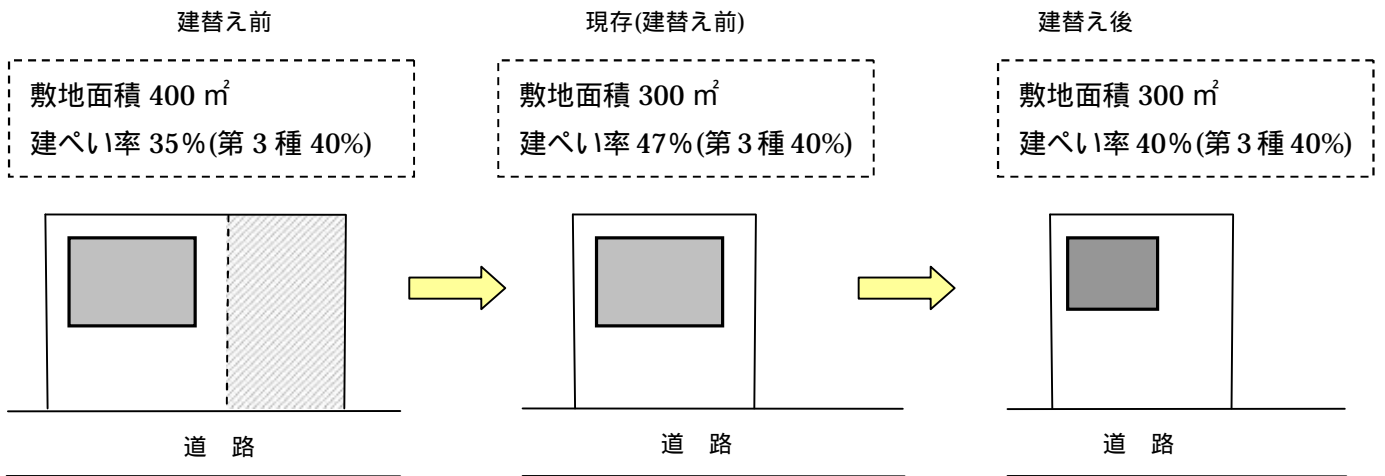 建替え前
敷地面積 400 ㎡
建ぺい率 35%(第 3 種 40%)
道 路
現存(建替え前)
敷地面積 300 ㎡
建ぺい率 47%(第 3 種 40%)
道 路
建替え後
敷地面積 300 ㎡
建ぺい率 40%(第 3 種 40%)
道 路